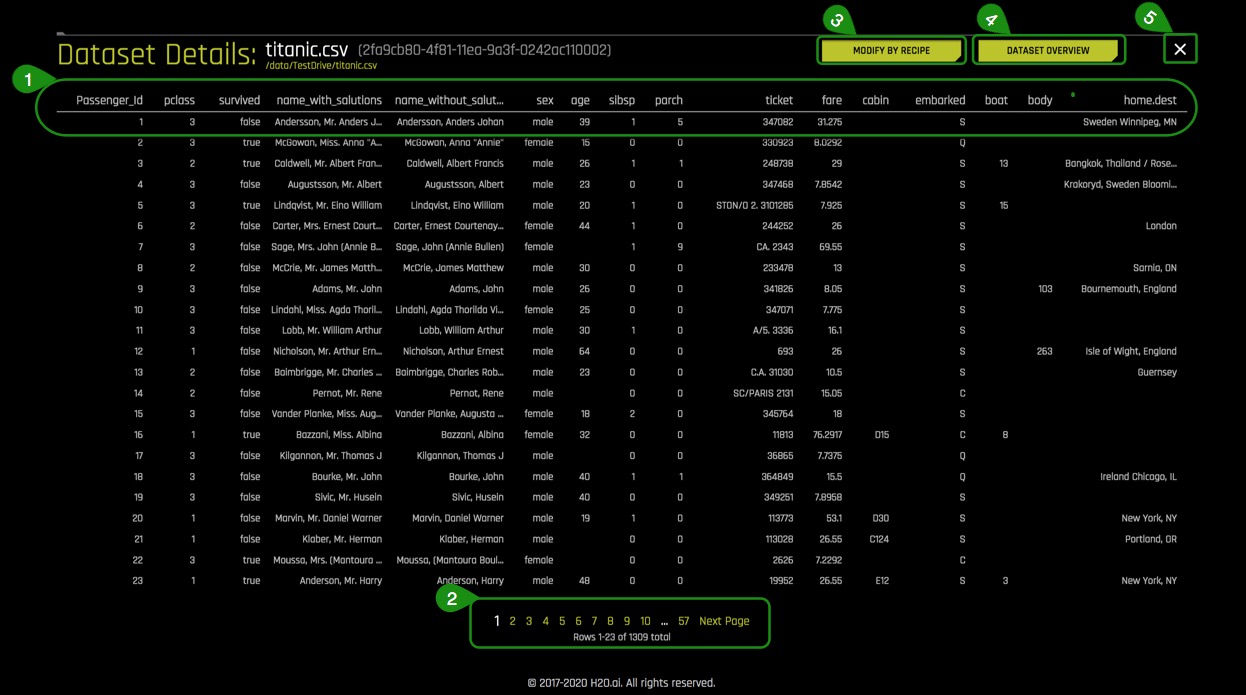 3 4 5
Dataset Details: titanic.csv (2fa9cb80-4f81-11ea-9a3f-0242ac110002) MODIFY BY RECIPE DATASET OVERVIEW
/data/TestDrive/titanic.csv
1
Passenger_Id pclass survived name_with_salutions name_without_salut... sex age sibsp parch ticket fare cabin embarked boat body home.dest
1 3 false Andersson, Mr. Anders J... Andersson, Anders Johan male 39 1 5 347082 31.275 S Sweden Winnipeg, MN
2 3 true McGowan, Miss. Anna "A... McGowan, Anna "Annie" female 15 0 0 330923 8.0292 Q
3 2 true Caldwell, Mr. Albert Fran... Caldwell, Albert Francis male 26 1 1 248738 29 S 13 Bangkok, Thailand / Rose...
4 3 false Augustsson, Mr. Albert Augustsson, Albert male 23 0 0 347468 7.8542 S Krakoryd, Sweden Bloomi...
5 3 true Lindqvist, Mr. Eino William Lindqvist, Eino William male 20 1 0 STON/O 2. 3101285 7.925 S 15
6 2 false Carter, Mrs. Ernest Court... Carter, Ernest Courtenay... female 44 1 0 244252 26 S London
7 3 false Sage, Mrs. John (Annie B... Sage, John (Annie Bullen) female 1 9 CA. 2343 69.55 S
8 2 false McCrie, Mr. James Matth... McCrie, James Matthew male 30 0 0 233478 13 S Sarnia, ON
9 3 false Adams, Mr. John Adams, John male 26 0 0 341826 8.05 S 103 Bournemouth, England
10 3 false Lindahl, Miss. Agda Thoril... Lindahl, Agda Thorilda Vi... female 25 0 0 347071 7.775 S
11 3 false Lobb, Mr. William Arthur Lobb, William Arthur male 30 1 0 A/5. 3336 16.1 S
12 1 false Nicholson, Mr. Arthur Ern... Nicholson, Arthur Ernest male 64 0 0 693 26 S 263 Isle of Wight, England
13 2 false Baimbrigge, Mr. Charles ... Baimbrigge, Charles Rob... male 23 0 0 C.A. 31030 10.5 S Guernsey
14 2 false Pernot, Mr. Rene Pernot, Rene male 0 0 SC/PARIS 2131 15.05 C
15 3 false Vander Planke, Miss. Aug... Vander Planke, Augusta ... female 18 2 0 345764 18 S
16 1 true Bazzani, Miss. Albina Bazzani, Albina female 32 0 0 11813 76.2917 D15 C 8
17 3 false Kilgannon, Mr. Thomas J Kilgannon, Thomas J male 0 0 36865 7.7375 Q
18 3 false Bourke, Mr. John Bourke, John male 40 1 1 364849 15.5 Q Ireland Chicago, IL
19 3 false Sivic, Mr. Husein Sivic, Husein male 40 0 0 349251 7.8958 S
20 1 false Marvin, Mr. Daniel Warner Marvin, Daniel Warner male 19 1 0 113773 53.1 D30 S New York, NY
21 1 false Klaber, Mr. Herman Klaber, Herman male 0 0 113028 26.55 C124 S Portland, OR
22 3 true Moussa, Mrs. (Mantoura ... Moussa, (Mantoura Boul... female 0 0 2626 7.2292 C
23 1 true Anderson, Mr. Harry Anderson, Harry male 48 0 0 19952 26.55 E12 S 3 New York, NY
2
1 2 3 4 5 6 7 8 9 10 ... 57 Next Page
Rows 1-23 of 1309 total
© 2017-2020 H2O.ai. All rights reserved.